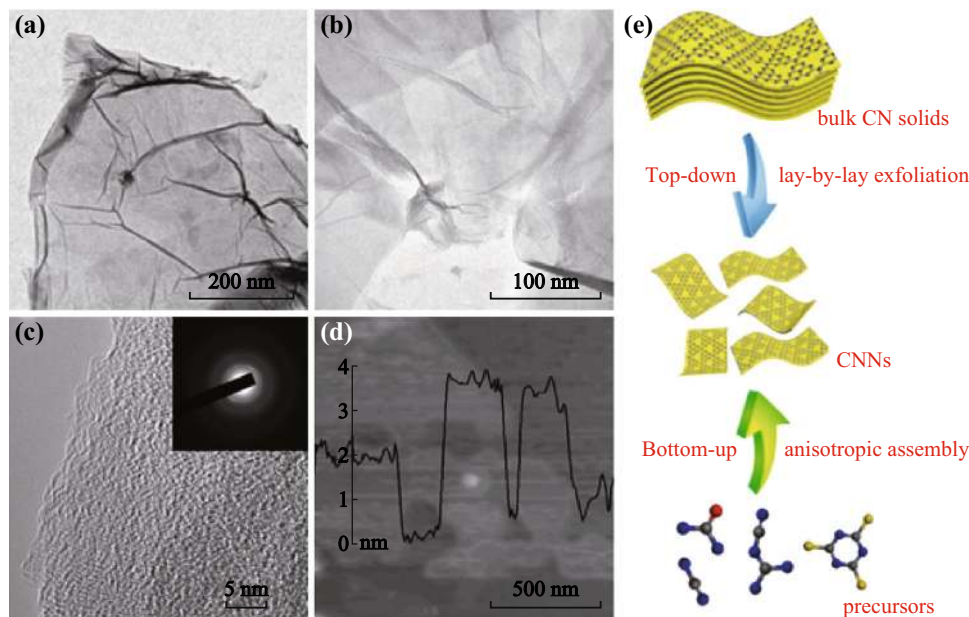 (a)
200 nm
(b)
100 nm
(c)
5 nm
(d)
4
3
2
1
0 nm
500 nm
(e)
bulk CN solids
Top-down lay-by-lay exfoliation
CNNs
Bottom-up anisotropic assembly
precursors